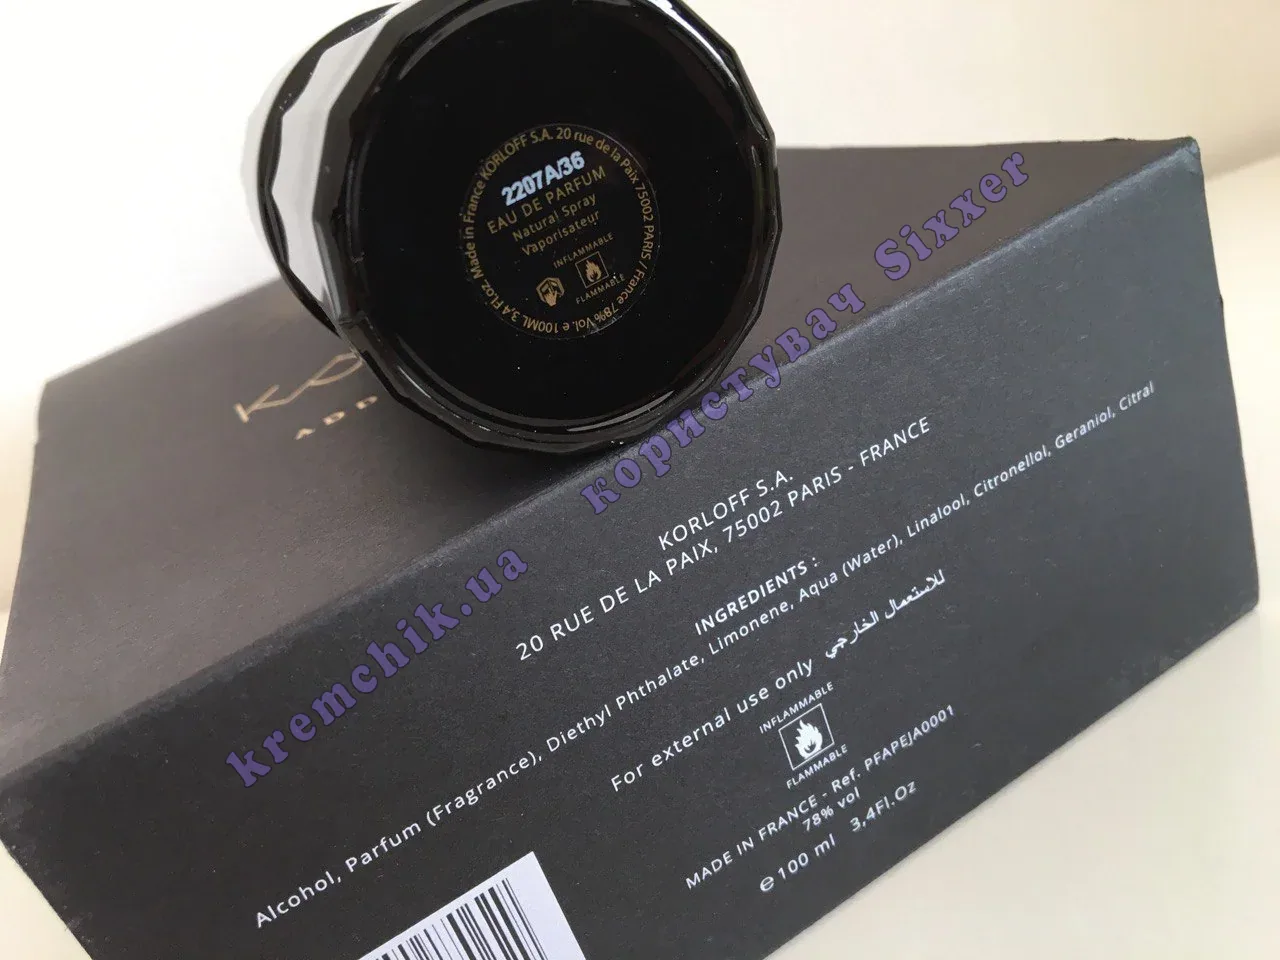 Made in France KORLOFF S.A. 20 rue de la Paix 75002 PARIS / France 78% Vol. e 100ML 3,4 Fl.oz.
2207A/36
EAU DE PARFUM
Natural Spray
Vaporisateur
INFLAMMABLE
FLAMMABLE
KORLOFF S.A.
20 RUE DE LA PAIX, 75002 PARIS - FRANCE
INGREDIENTS :
Alcohol, Parfum (Fragrance), Diethyl Phthalate, Limonene, Aqua (Water), Linalool, Citronellol, Geraniol, Citral
For external use only للاستعمال الخارجي
INFLAMMABLE
FLAMMABLE
MADE IN FRANCE - Ref. PFAPEJA0001
78% vol
e 100 ml 3,4Fl.Oz
kremchik.ua користувач Sixxer